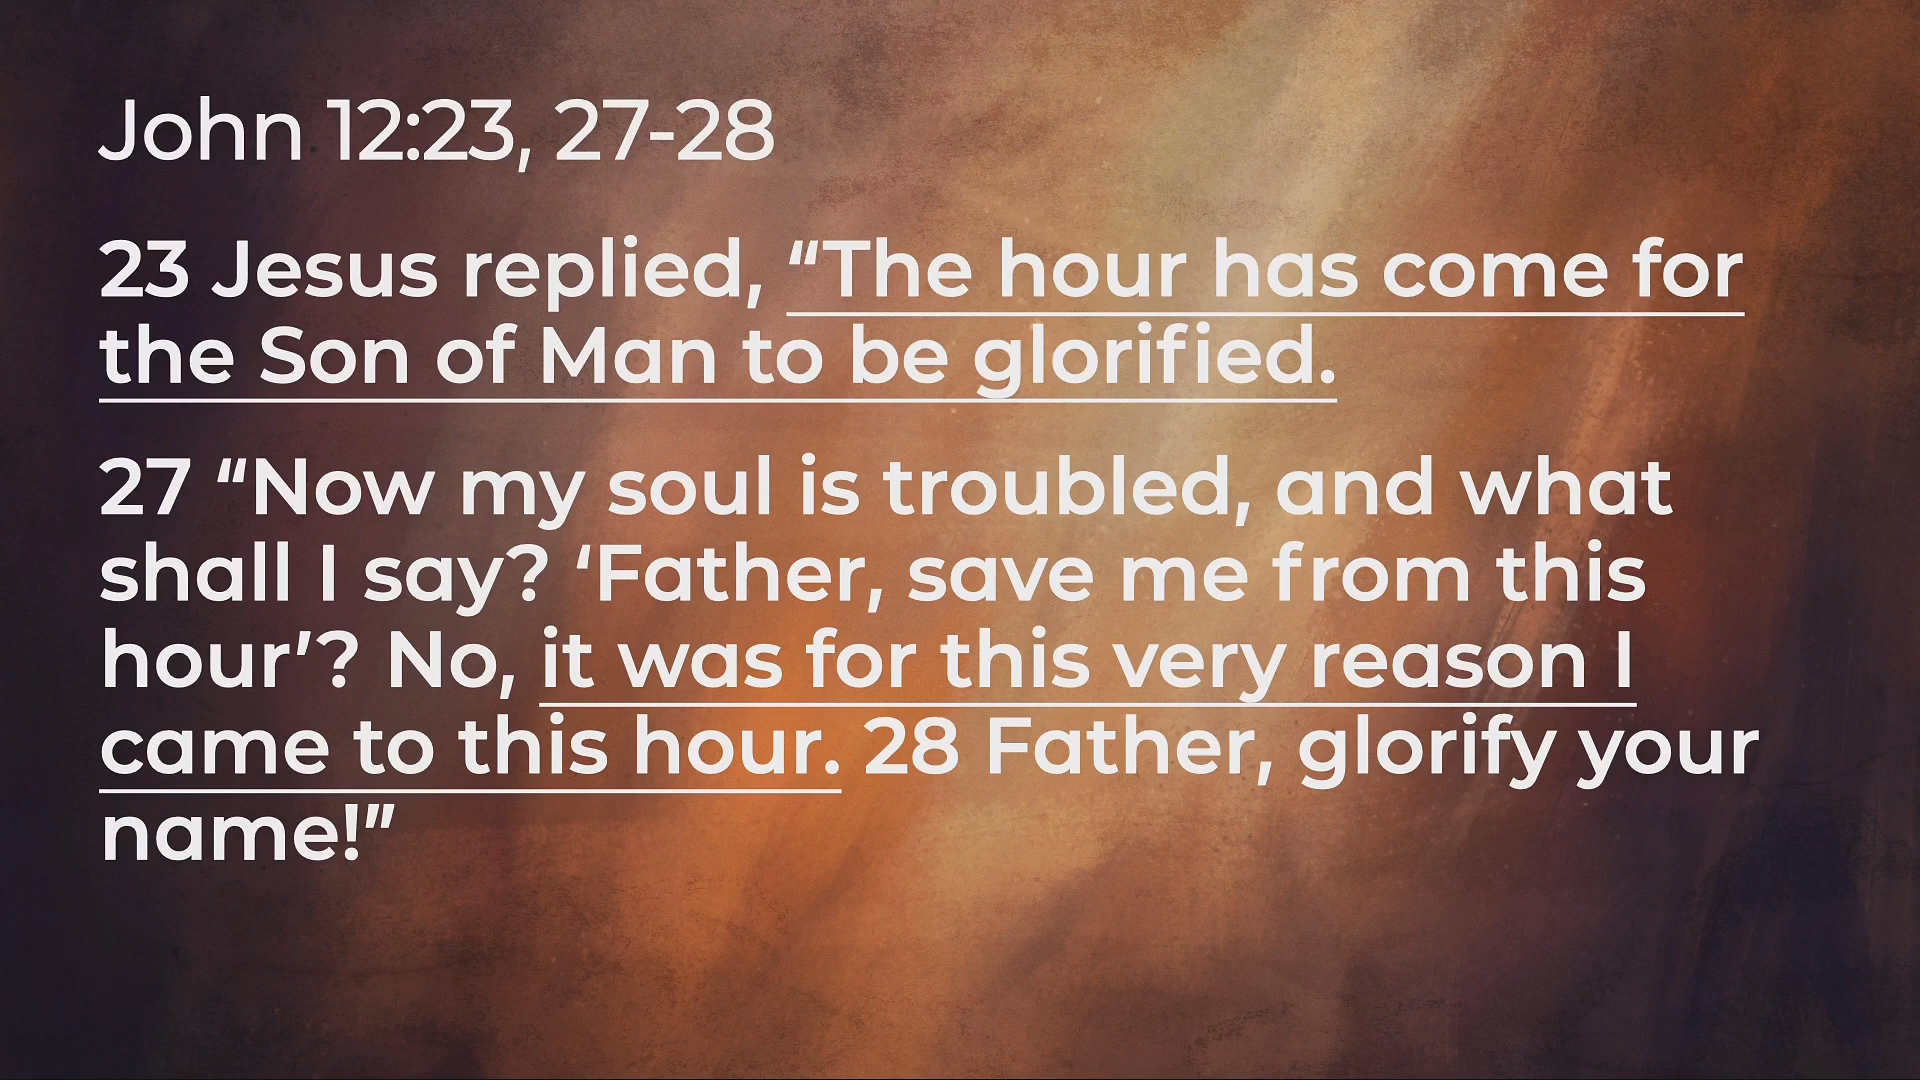 John 12:23, 27-28
23 Jesus replied, “The hour has come for
the Son of Man to be glorified.
27 “Now my soul is troubled, and what
shall I say? ‘Father, save me from this
hour’? No, it was for this very reason I
came to this hour. 28 Father, glorify your
name!”